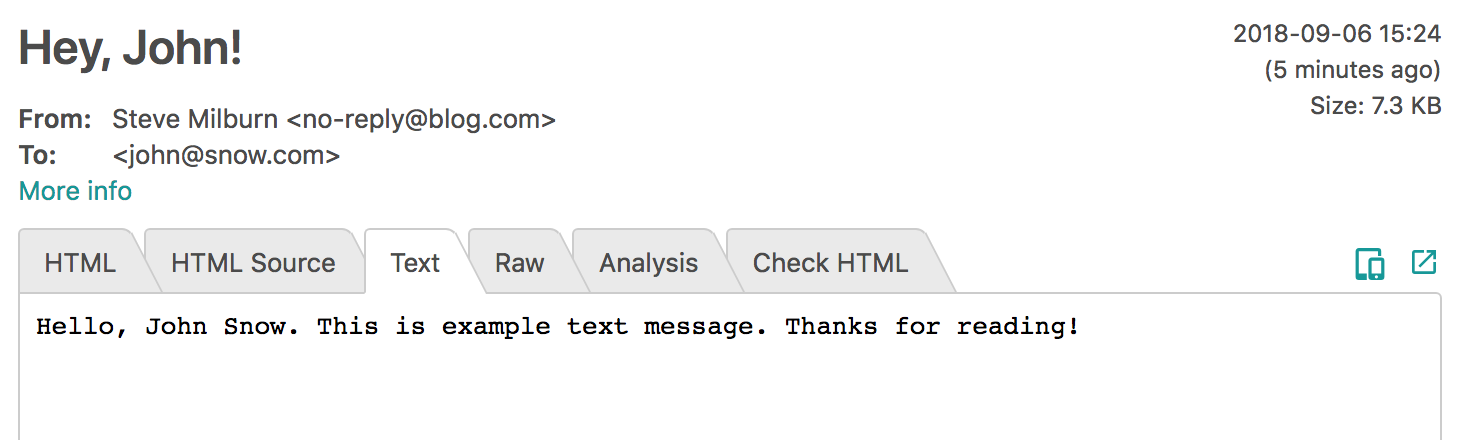 Hey, John!
2018-09-06 15:24
(5 minutes ago)
Size: 7.3 KB
From: Steve Milburn <no-reply@blog.com>
To: <john@snow.com>
More info
HTML HTML Source Text Raw Analysis Check HTML
Hello, John Snow. This is example text message. Thanks for reading!